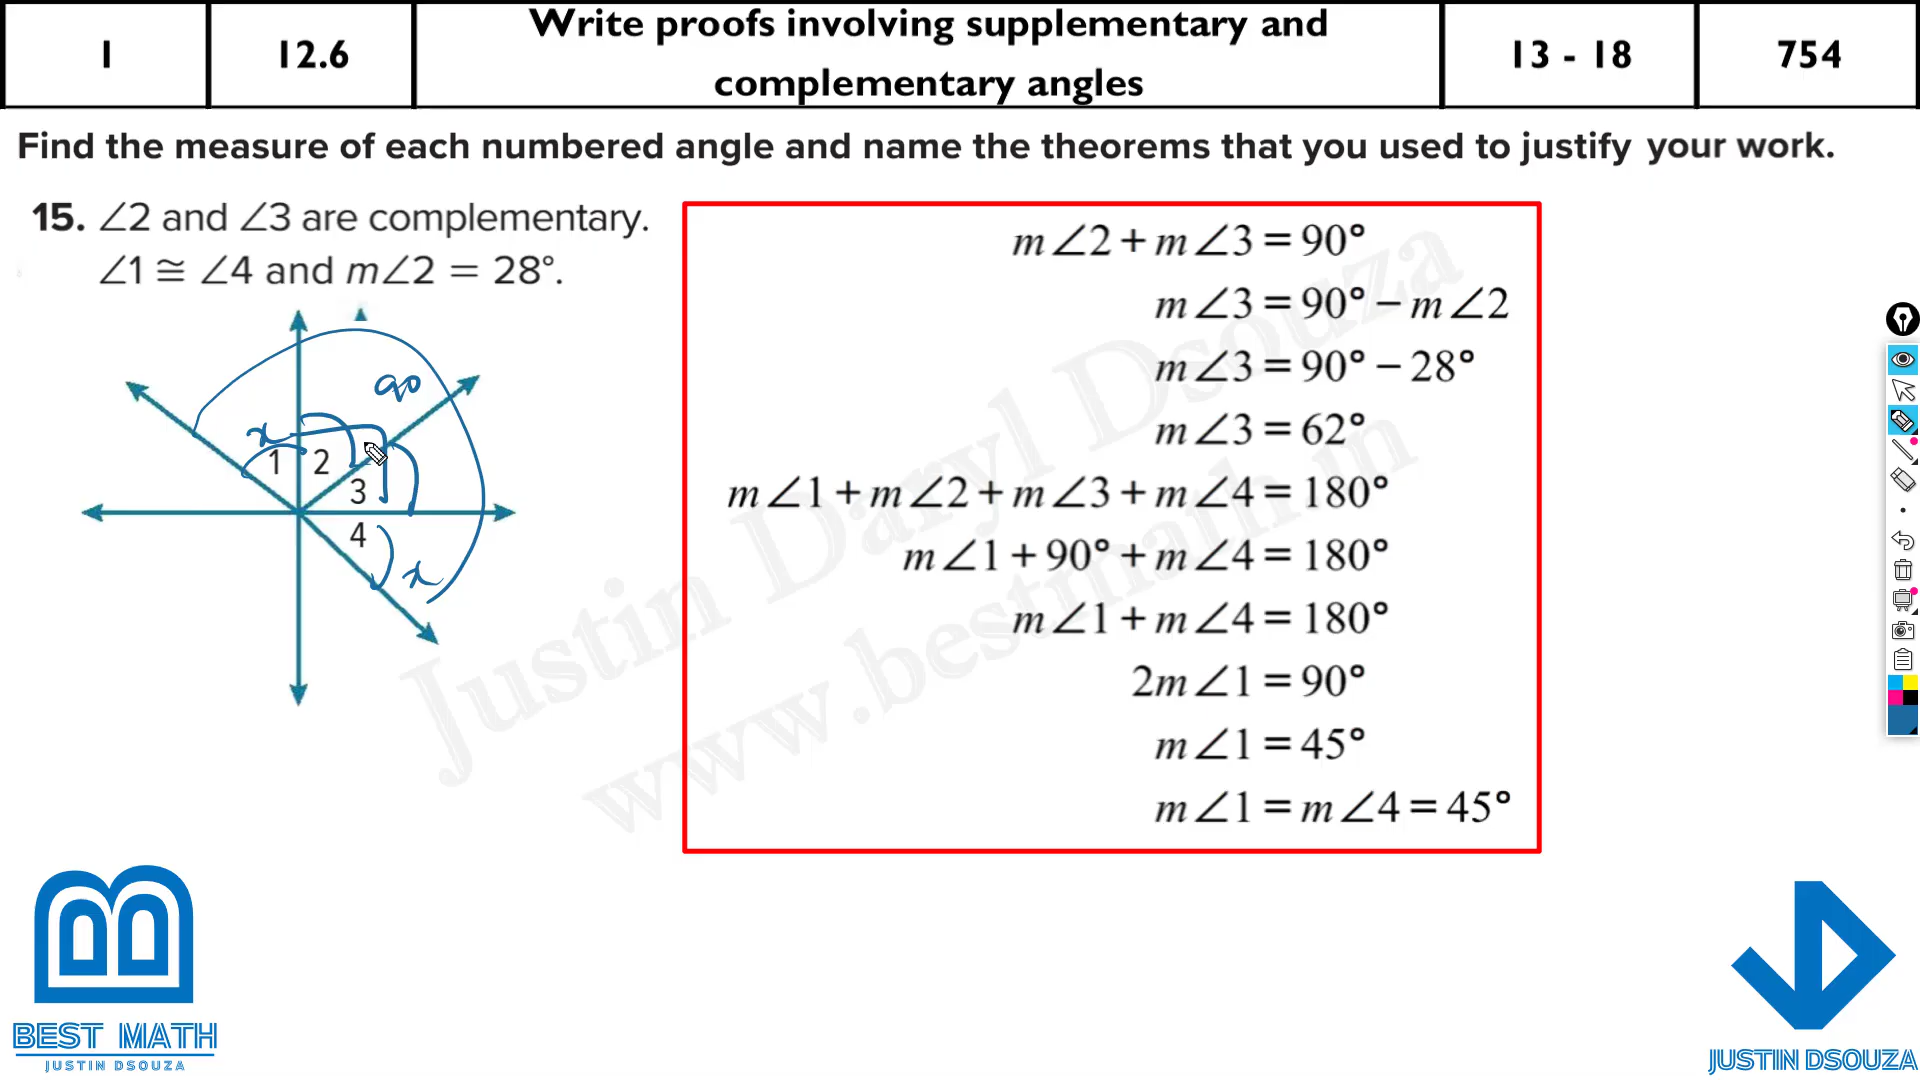 1
12.6
Write proofs involving supplementary and
complementary angles
13 - 18
754
Find the measure of each numbered angle and name the theorems that you used to justify your work.
15. ∠2 and ∠3 are complementary.
∠1 ≅ ∠4 and m∠2 = 28°.
90
x
1
2
3
4
x
m∠2 + m∠3 = 90°
m∠3 = 90° − m∠2
m∠3 = 90° − 28°
m∠3 = 62°
m∠1 + m∠2 + m∠3 + m∠4 = 180°
m∠1 + 90° + m∠4 = 180°
m∠1 + m∠4 = 180°
2m∠1 = 90°
m∠1 = 45°
m∠1 = m∠4 = 45°
Justin Daryl Dsouza
www.bestmath.in
BEST MATH
JUSTIN DSOUZA
JUSTIN DSOUZA